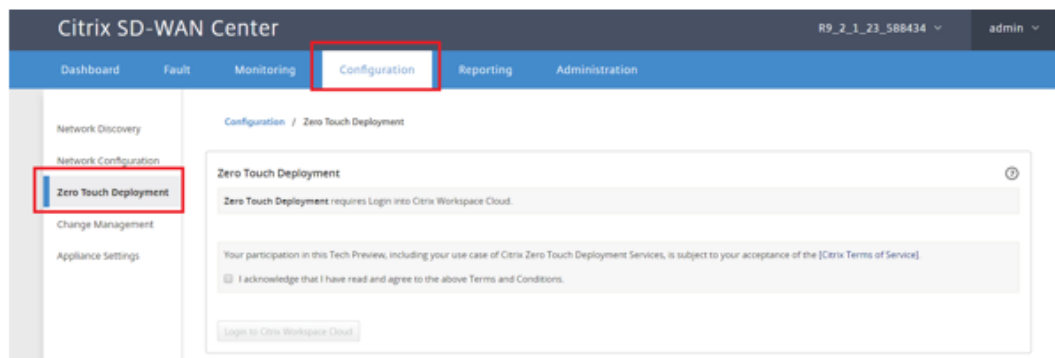 Citrix SD-WAN Center
R9_2_1_23_588434
admin
Dashboard
Fault
Monitoring
Configuration
Reporting
Administration
Network Discovery
Network Configuration
Zero Touch Deployment
Change Management
Appliance Settings
Configuration / Zero Touch Deployment
Zero Touch Deployment
Zero Touch Deployment requires Login into Citrix Workspace Cloud.
Your participation in this Tech Preview, including your use case of Citrix Zero Touch Deployment Services, is subject to your acceptance of the [Citrix Terms of Service].
I acknowledge that I have read and agree to the above Terms and Conditions.
Login to Citrix Workspace Cloud